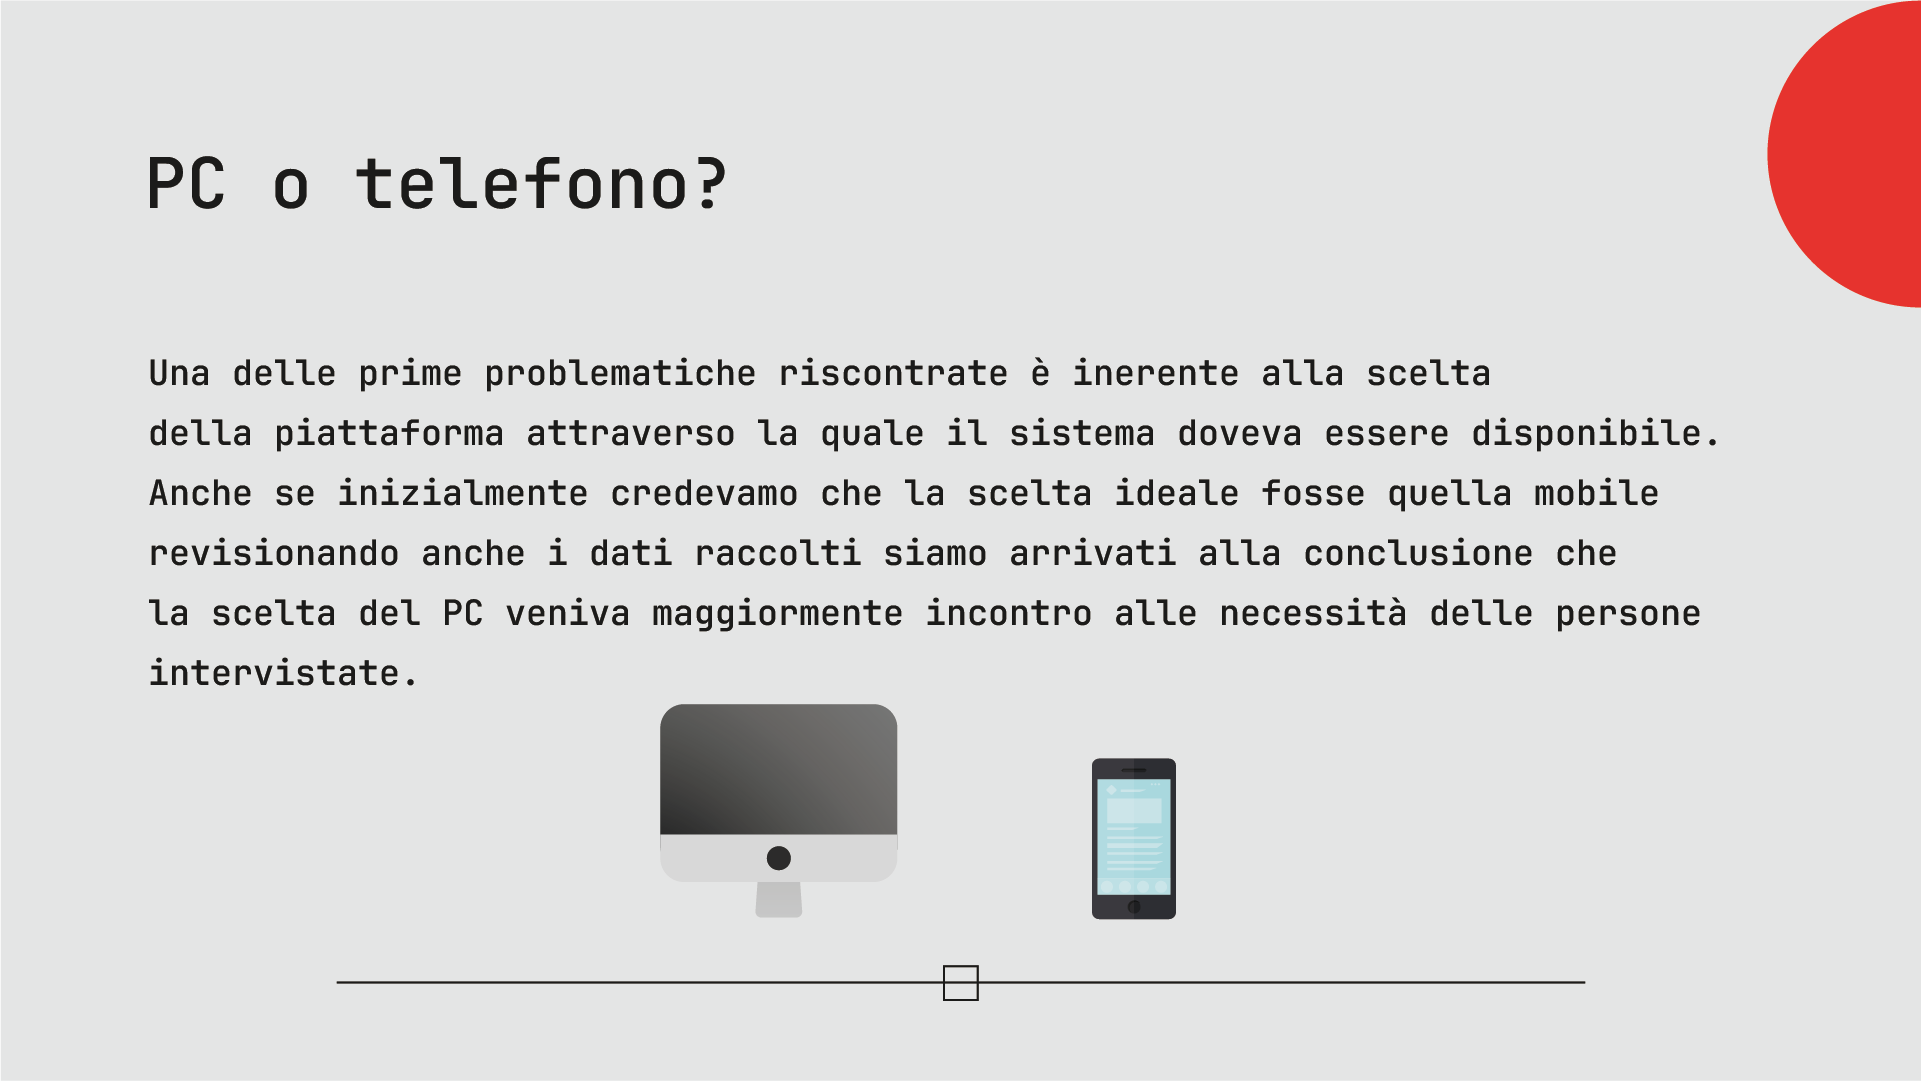 PC o telefono?
Una delle prime problematiche riscontrate è inerente alla scelta
della piattaforma attraverso la quale il sistema doveva essere disponibile.
Anche se inizialmente credevamo che la scelta ideale fosse quella mobile
revisionando anche i dati raccolti siamo arrivati alla conclusione che
la scelta del PC veniva maggiormente incontro alle necessità delle persone
intervistate.